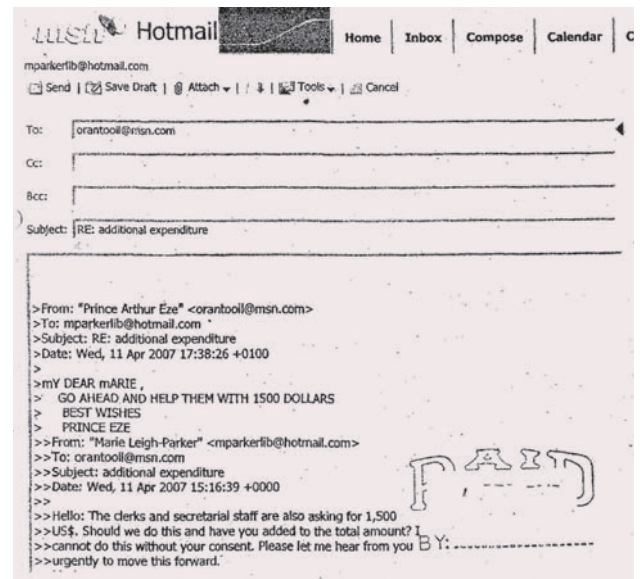 msn Hotmail Home Inbox Compose Calendar C
mparkerlib@hotmail.com
Send | Save Draft | Attach | Tools | Cancel
To: orantooil@msn.com
Cc:
Bcc:
Subject: RE: additional expenditure
>From: "Prince Arthur Eze" <orantooil@msn.com>
>To: mparkerlib@hotmail.com
>Subject: RE: additional expenditure
>Date: Wed, 11 Apr 2007 17:38:26 +0100
>
>mY DEAR mARIE ,
> GO AHEAD AND HELP THEM WITH 1500 DOLLARS
> BEST WISHES
> PRINCE EZE
>>From: "Marie Leigh-Parker" <mparkerlib@hotmail.com>
>>To: orantooil@msn.com
>>Subject: additional expenditure
>>Date: Wed, 11 Apr 2007 15:16:39 +0000
>>
>>Hello: The clerks and secretarial staff are also asking for 1,500
>>US$. Should we do this and have you added to the total amount? I
>>cannot do this without your consent. Please let me hear from you
>>urgently to move this forward.
PAID
BY: